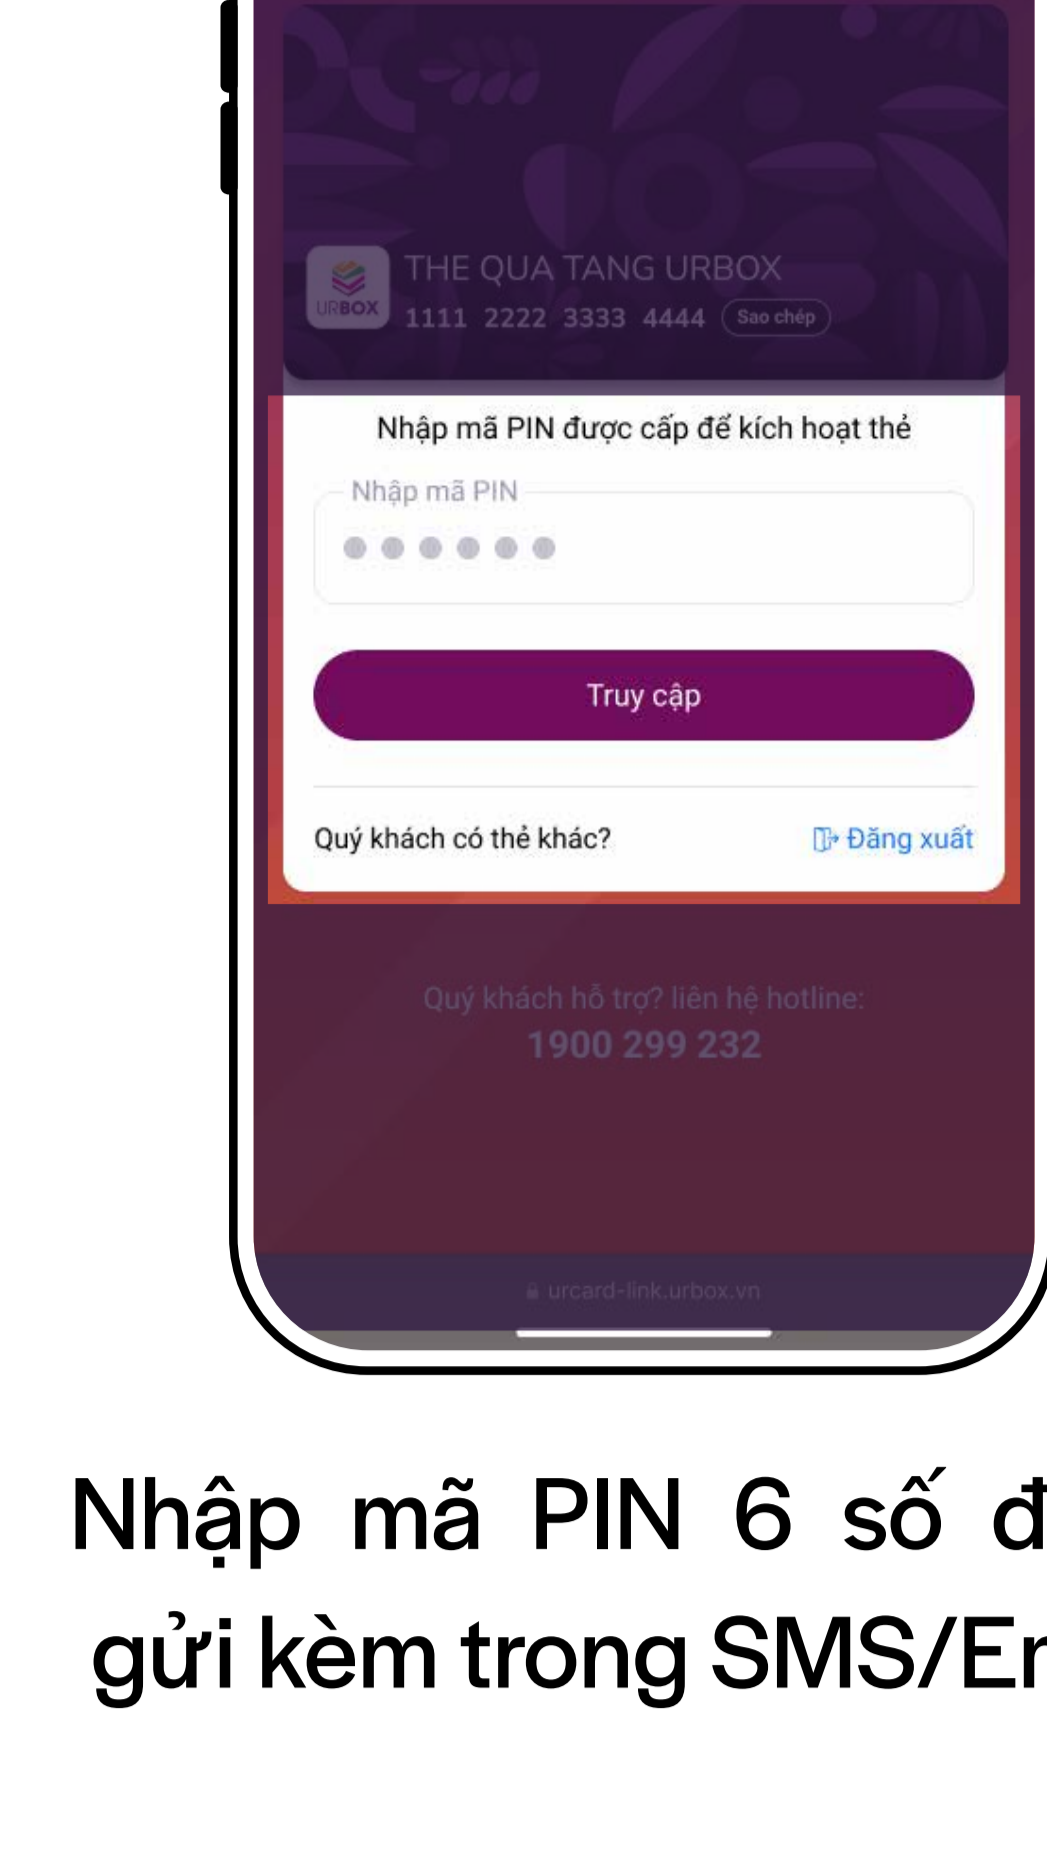 URBOX
THE QUA TANG URBOX
1111 2222 3333 4444 Sao chép
Nhập mã PIN được cấp để kích hoạt thẻ
Nhập mã PIN
Truy cập
Quý khách có thẻ khác? Đăng xuất
Quý khách hỗ trợ? liên hệ hotline:
1900 299 232
urcard-link.urbox.vn
Nhập mã PIN 6 số
gửi kèm trong SMS/